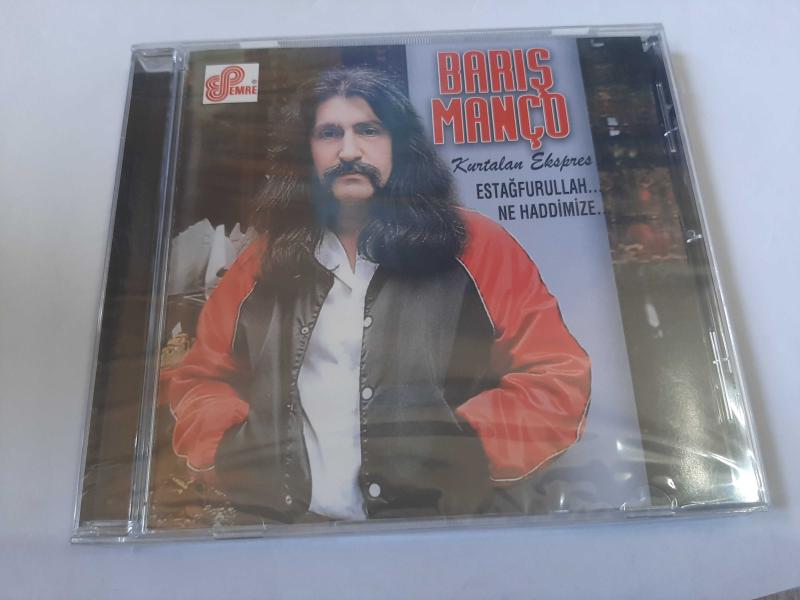 EMRE
®
BARIŞ
MANÇO
Kurtalan Ekspres
ESTAĞFURULLAH...
NE HADDİMİZE...